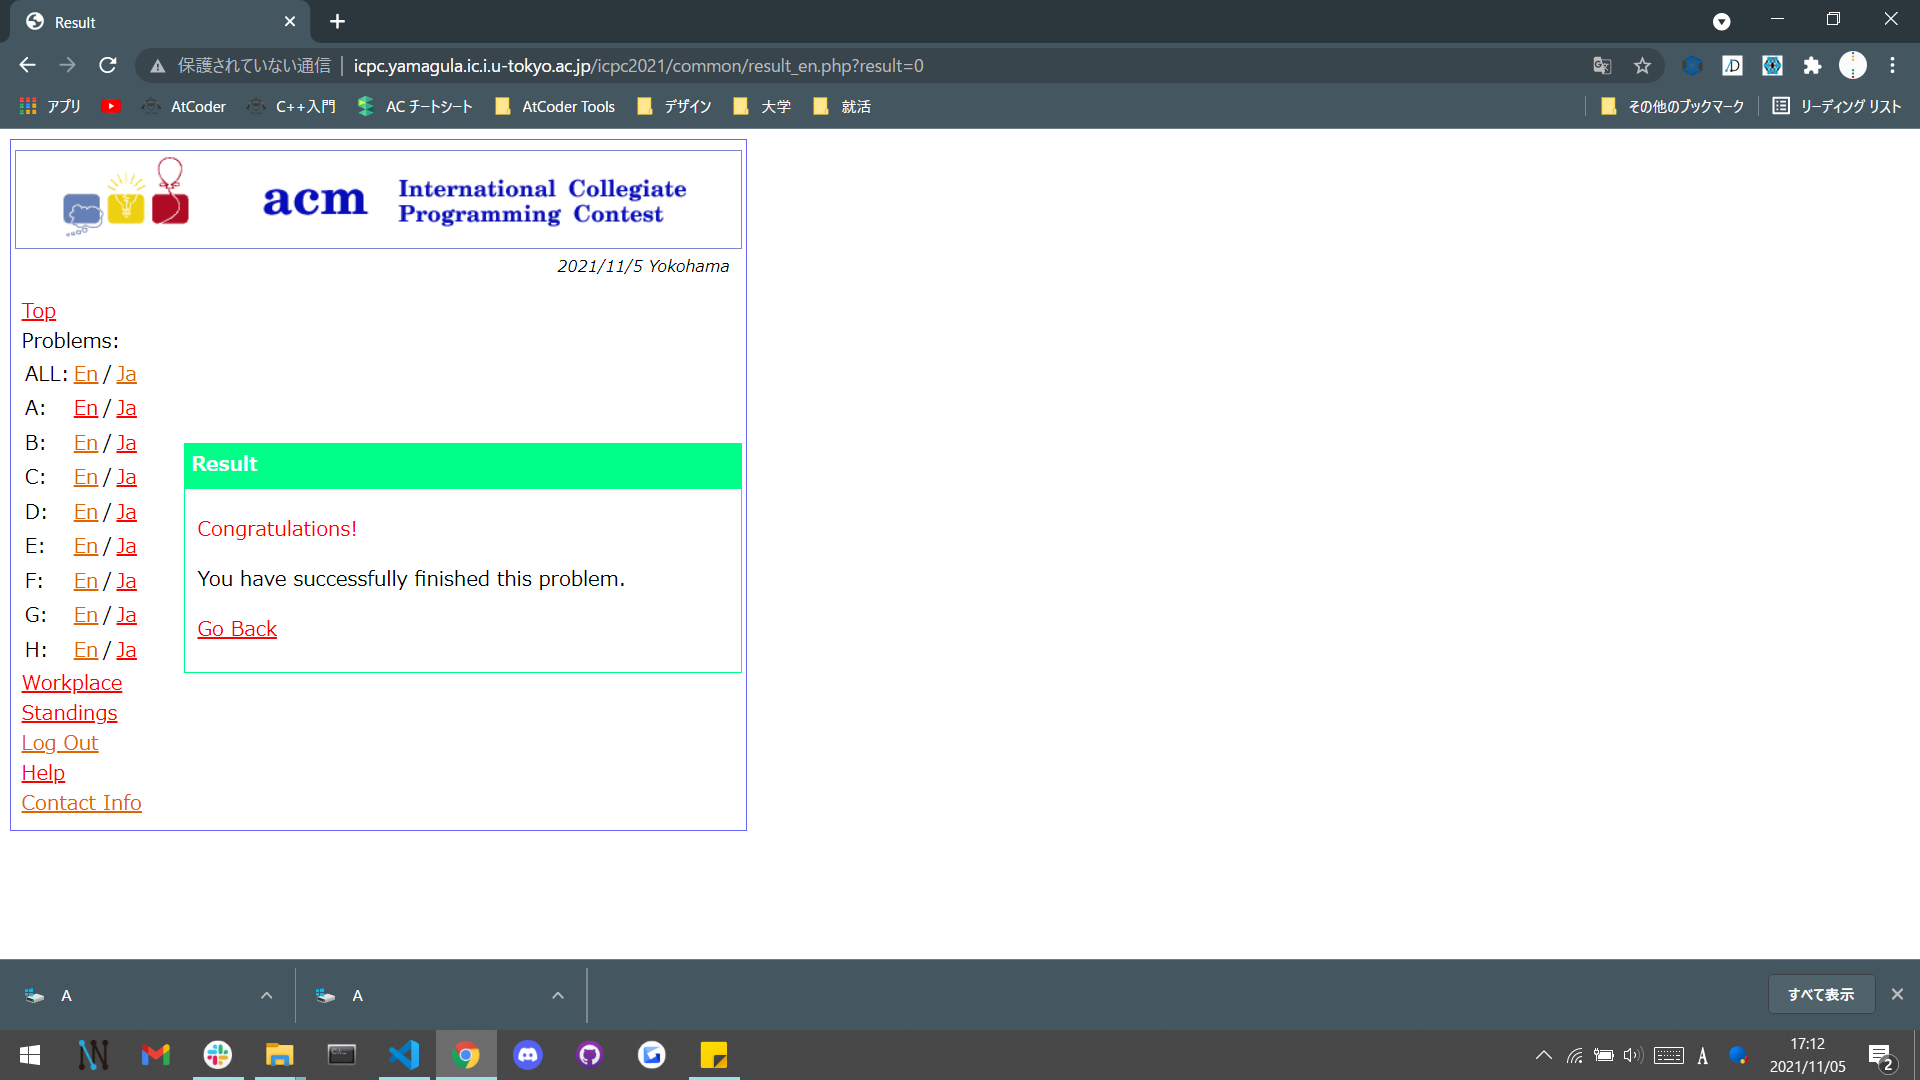 Result
保護されていない通信 | icpc.yamagula.ic.i.u-tokyo.ac.jp/icpc2021/common/result_en.php?result=0
アプリ AtCoder C++入門 AC チートシート AtCoder Tools デザイン 大学 就活 その他のブックマーク リーディング リスト
acm International Collegiate
Programming Contest
2021/11/5 Yokohama
Top
Problems:
ALL: En / Ja
A: En / Ja
B: En / Ja
C: En / Ja
D: En / Ja
E: En / Ja
F: En / Ja
G: En / Ja
H: En / Ja
Workplace
Standings
Log Out
Help
Contact Info
Result
Congratulations!
You have successfully finished this problem.
Go Back
A
A
すべて表示
A
17:12
2021/11/05
2